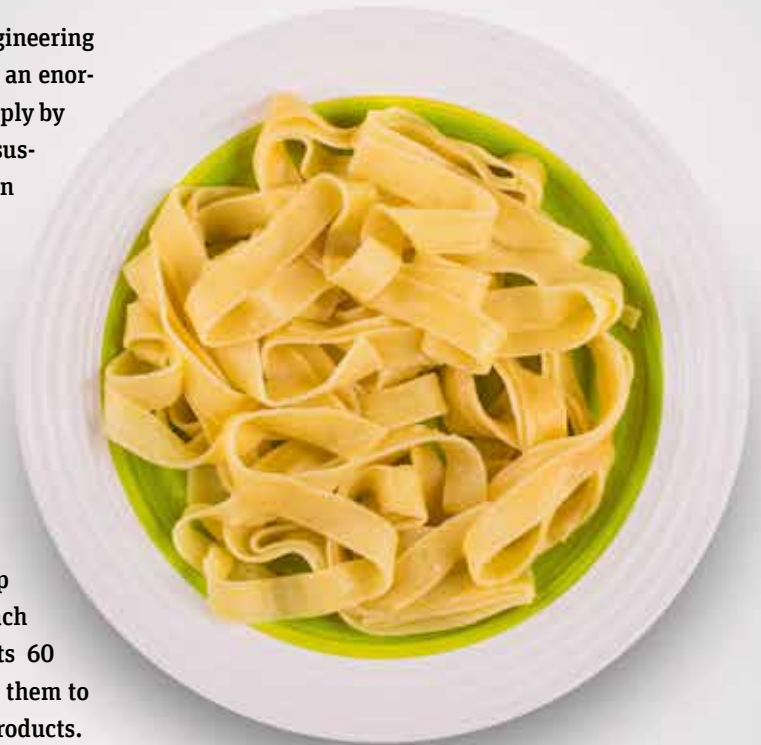 gineering
an enor-
ply by
sus-
n
p
ch
ts 60
them to
roducts.